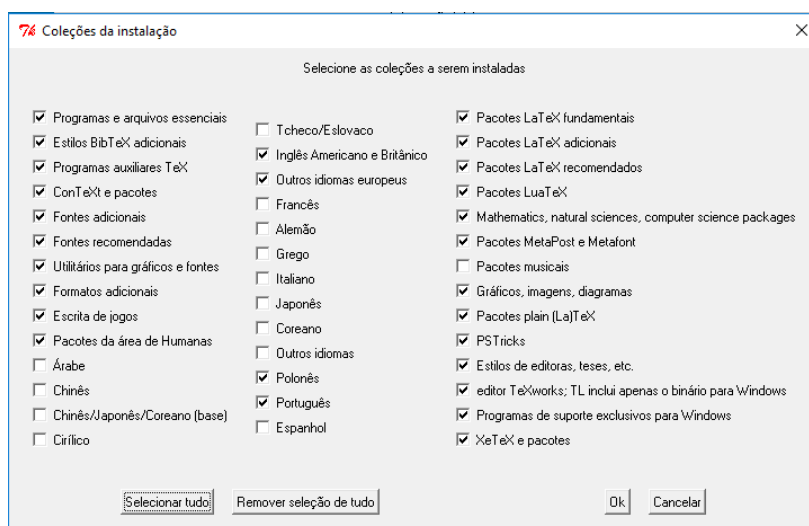 Coleções da instalação
Selecione as coleções a serem instaladas
Programas e arquivos essenciais
Estilos BibTeX adicionais
Programas auxiliares TeX
ConTeXt e pacotes
Fontes adicionais
Fontes recomendadas
Utilitários para gráficos e fontes
Formatos adicionais
Escrita de jogos
Pacotes da área de Humanas
Árabe
Chinês
Chinês/Japonês/Coreano (base)
Cirílico
Tcheco/Eslovaco
Inglês Americano e Britânico
Outros idiomas europeus
Francês
Alemão
Grego
Italiano
Japonês
Coreano
Outros idiomas
Polonês
Português
Espanhol
Pacotes LaTeX fundamentais
Pacotes LaTeX adicionais
Pacotes LaTeX recomendados
Pacotes LuaTeX
Mathematics, natural sciences, computer science packages
Pacotes MetaPost e Metafont
Pacotes musicais
Gráficos, imagens, diagramas
Pacotes plain (La)TeX
PSTricks
Estilos de editoras, teses, etc.
editor TeXworks; TL inclui apenas o binário para Windows
Programas de suporte exclusivos para Windows
XeTeX e pacotes
Selecionar tudo
Remover seleção de tudo
Ok
Cancelar